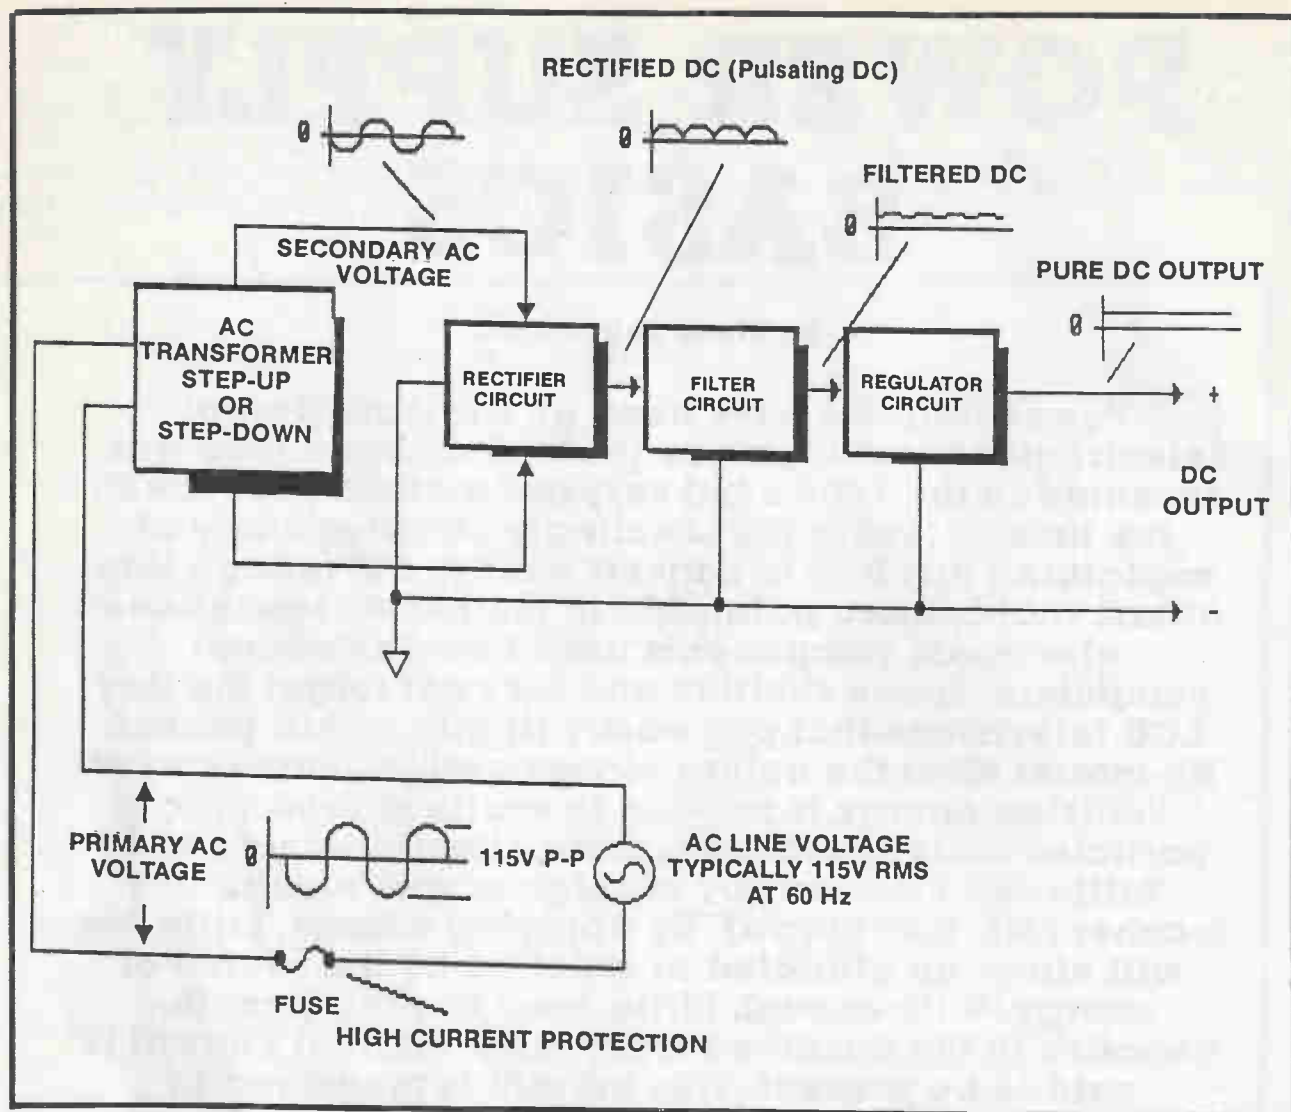 RECTIFIED DC (Pulsating DC)
0
0
FILTERED DC
0
SECONDARY AC
VOLTAGE
PURE DC OUTPUT
0
AC
TRANSFORMER
STEP-UP
OR
STEP-DOWN
RECTIFIER
CIRCUIT
FILTER
CIRCUIT
REGULATOR
CIRCUIT
+
DC
OUTPUT
-
PRIMARY AC
VOLTAGE
0
115V P-P
AC LINE VOLTAGE
TYPICALLY 115V RMS
AT 60 Hz
FUSE
HIGH CURRENT PROTECTION